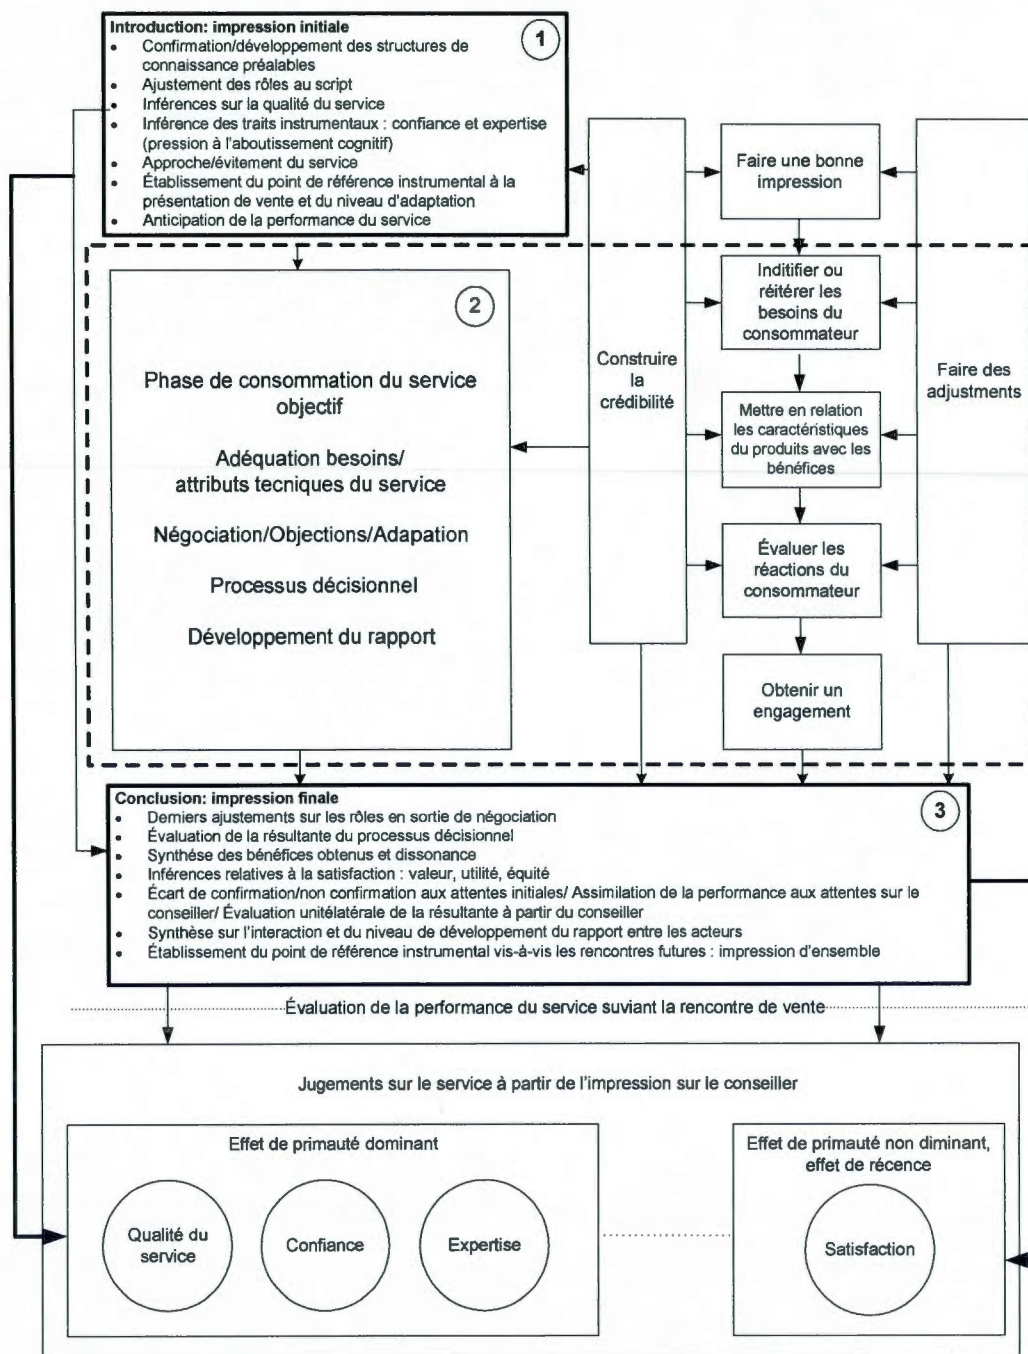 Introduction: impression initiale
1
• Confirmation/développement des structures de
connaissance préalables
• Ajustement des rôles au script
• Inférences sur la qualité du service
• Inférence des traits instrumentaux : confiance et expertise
(pression à l'aboutissement cognitif)
• Approche/évitement du service
• Établissement du point de référence instrumental à la
présentation de vente et du niveau d'adaptation
• Anticipation de la performance du service
Faire une bonne
impression
2
Phase de consommation du service
objectif
Adéquation besoins/
attributs tecniques du service
Négociation/Objections/Adapation
Processus décisionnel
Développement du rapport
Construire
la
crédibilité
Inditifier ou
réitérer les
besoins du
consommateur
Mettre en relation
les caractéristiques
du produits avec les
bénéfices
Évaluer les
réactions du
consommateur
Obtenir un
engagement
Faire des
adjustments
Conclusion: impression finale
3
• Derniers ajustements sur les rôles en sortie de négociation
• Évaluation de la résultante du processus décisionnel
• Synthése des bénéfices obtenus et dissonance
• Inférences relatives à la satisfaction : valeur, utilité, équité
• Écart de confirmation/non confirmation aux attentes initiales/ Assimilation de la performance aux attentes sur le
conseiller/ Évaluation unitélatérale de la résultante à partir du conseiller
• Synthèse sur l'interaction et du niveau de développement du rapport entre les acteurs
• Établissement du point de référence instrumental vis-à-vis les rencontres futures : impression d'ensemble
Évaluation de la performance du service suviant la rencontre de vente
Jugements sur le service à partir de l'impression sur le conseiller
Effet de primauté dominant
Qualité du
service
Confiance
Expertise
Effet de primauté non diminant,
effet de récence
Satisfaction